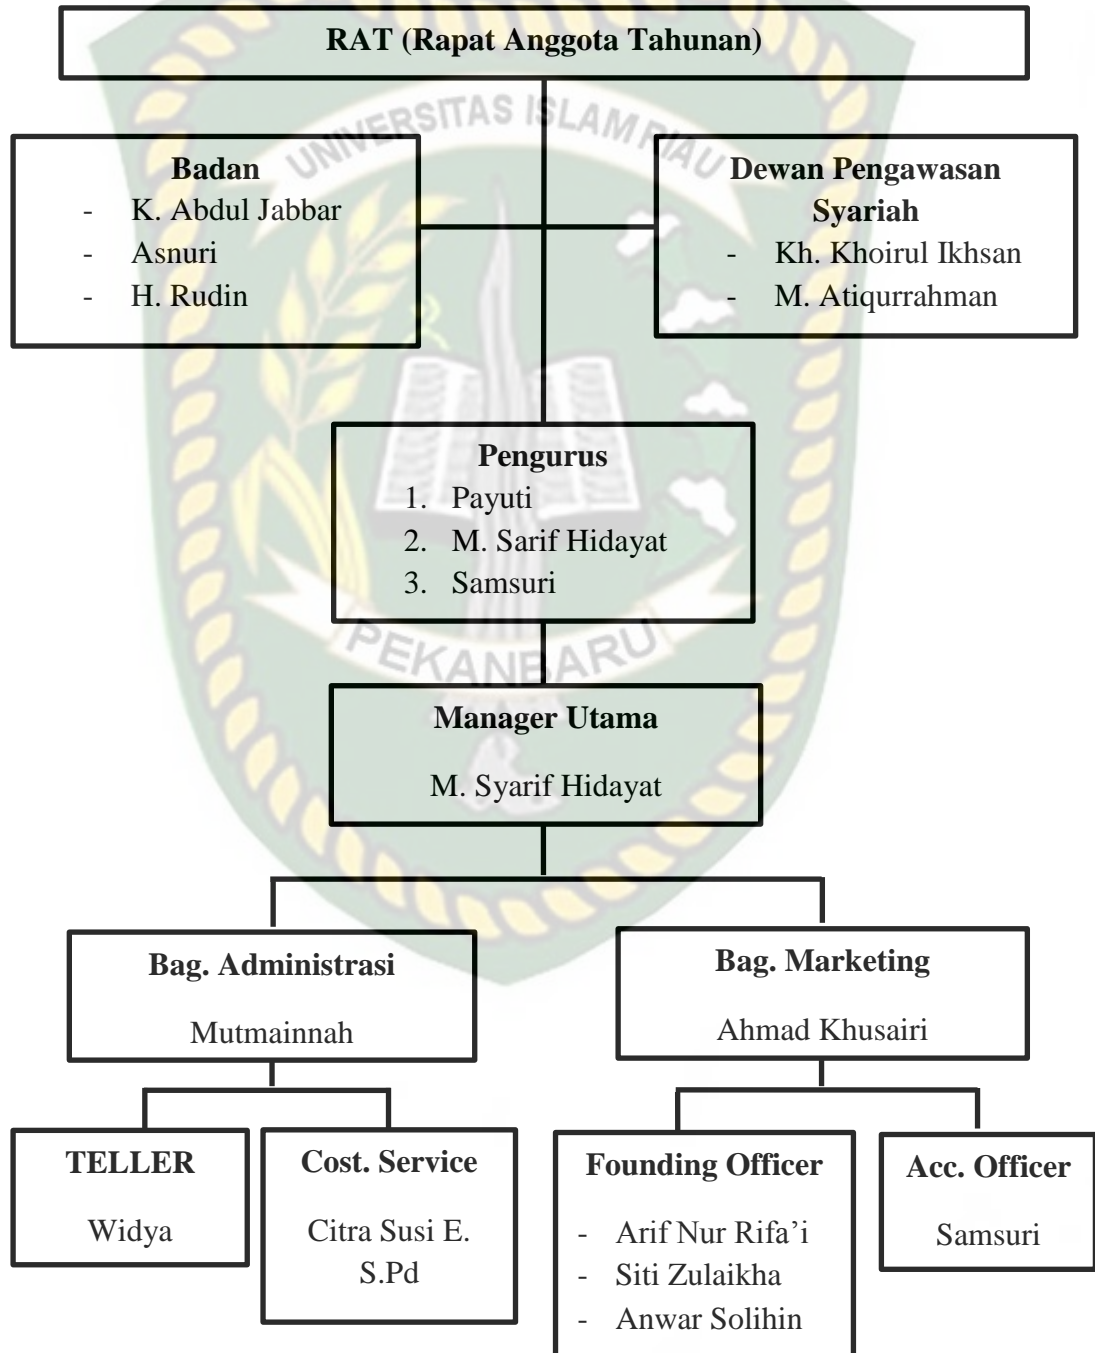 RAT (Rapat Anggota Tahunan)
UNIVERSITAS ISLAM RIAU
Badan
- K. Abdul Jabbar
- Asnuri
- H. Rudin
Dewan Pengawasan
Syariah
- Kh. Khoirul Ikhsan
- M. Atiqurrahman
Pengurus
1. Payuti
2. M. Sarif Hidayat
3. Samsuri
PEKANBARU
Manager Utama
M. Syarif Hidayat
Bag. Administrasi
Mutmainnah
Bag. Marketing
Ahmad Khusairi
TELLER
Widya
Cost. Service
Citra Susi E.
S.Pd
Founding Officer
- Arif Nur Rifa’i
- Siti Zulaikha
- Anwar Solihin
Acc. Officer
Samsuri